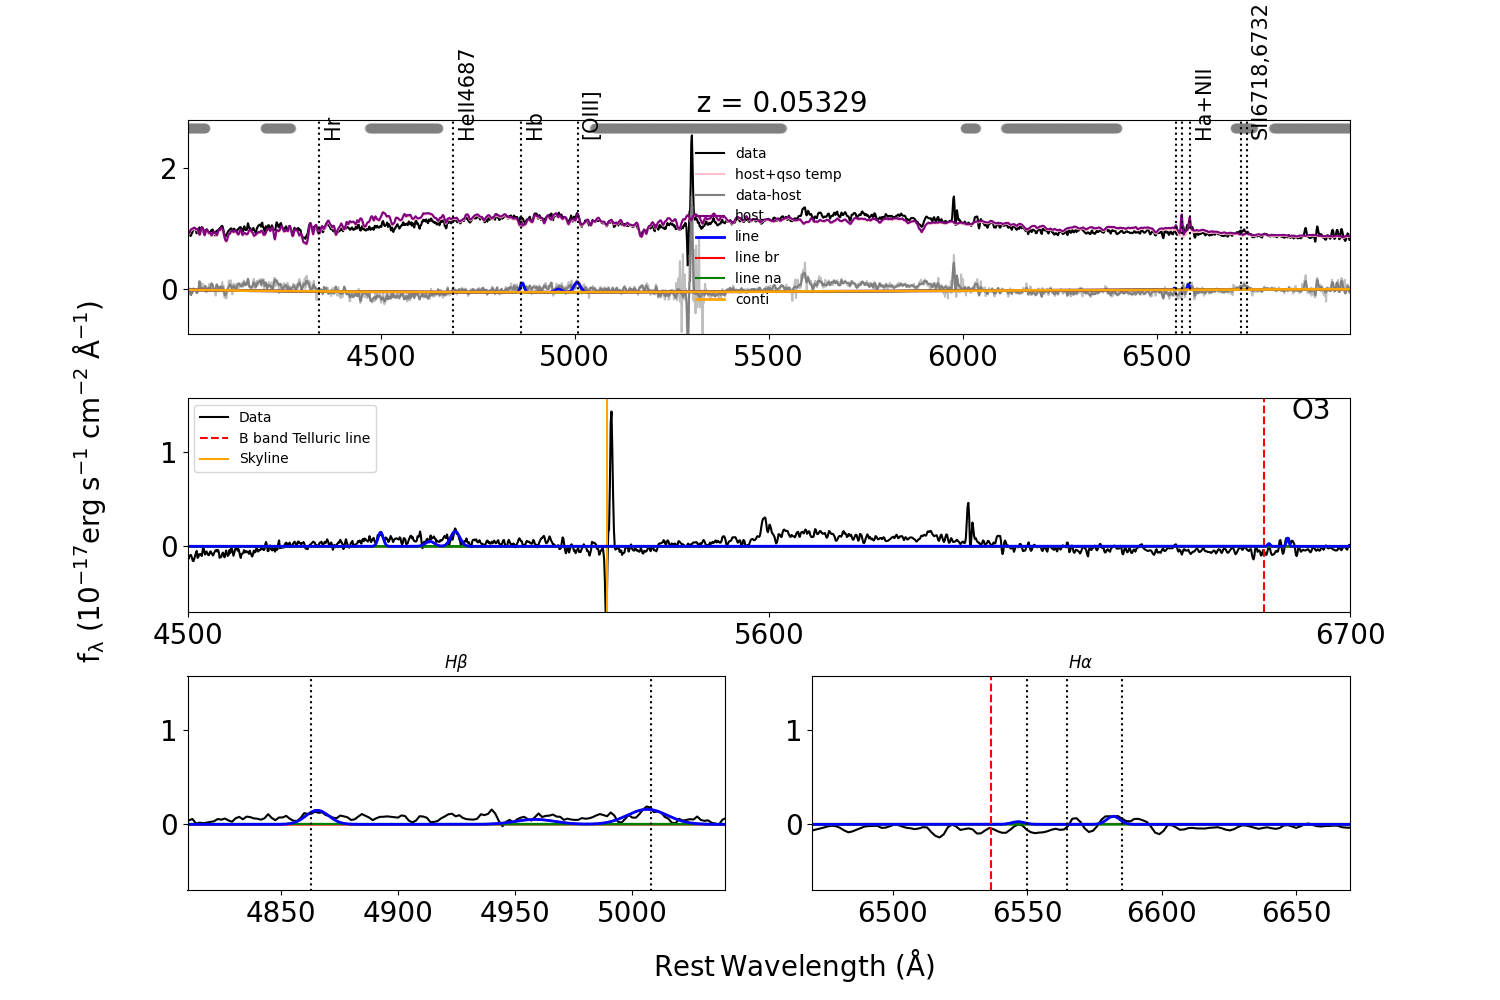 Hr
HeII4687
Hb
[OIII]
Ha+NII
SII6718,6732
z = 0.05329
data
host+qso temp
data-host
host
line
line br
line na
conti
2
0
4500 5000 5500 6000 6500
Data
B band Telluric line
Skyline
O3
1
0
4500 5600 6700
fλ (10⁻¹⁷erg s⁻¹ cm⁻² Å⁻¹)
Hβ
1
0
4850 4900 4950 5000
Hα
1
0
6500 6550 6600 6650
Rest Wavelength (Å)